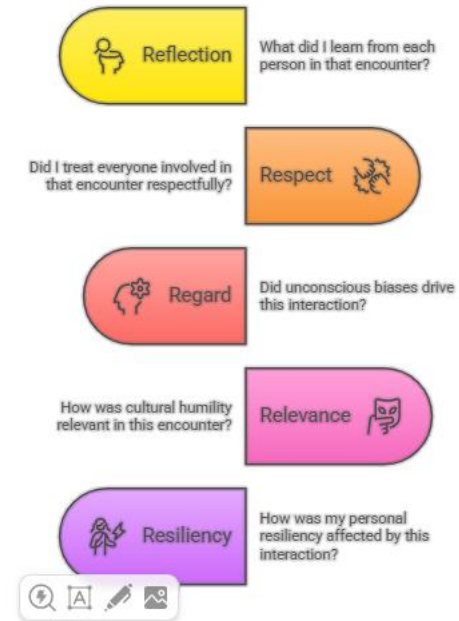 Reflection
What did I learn from each
person in that encounter?
Did I treat everyone involved in
that encounter respectfully?
Respect
Regard
Did unconscious biases drive
this interaction?
How was cultural humility
relevant in this encounter?
Relevance
Resiliency
How was my personal
resiliency affected by this
interaction?
A